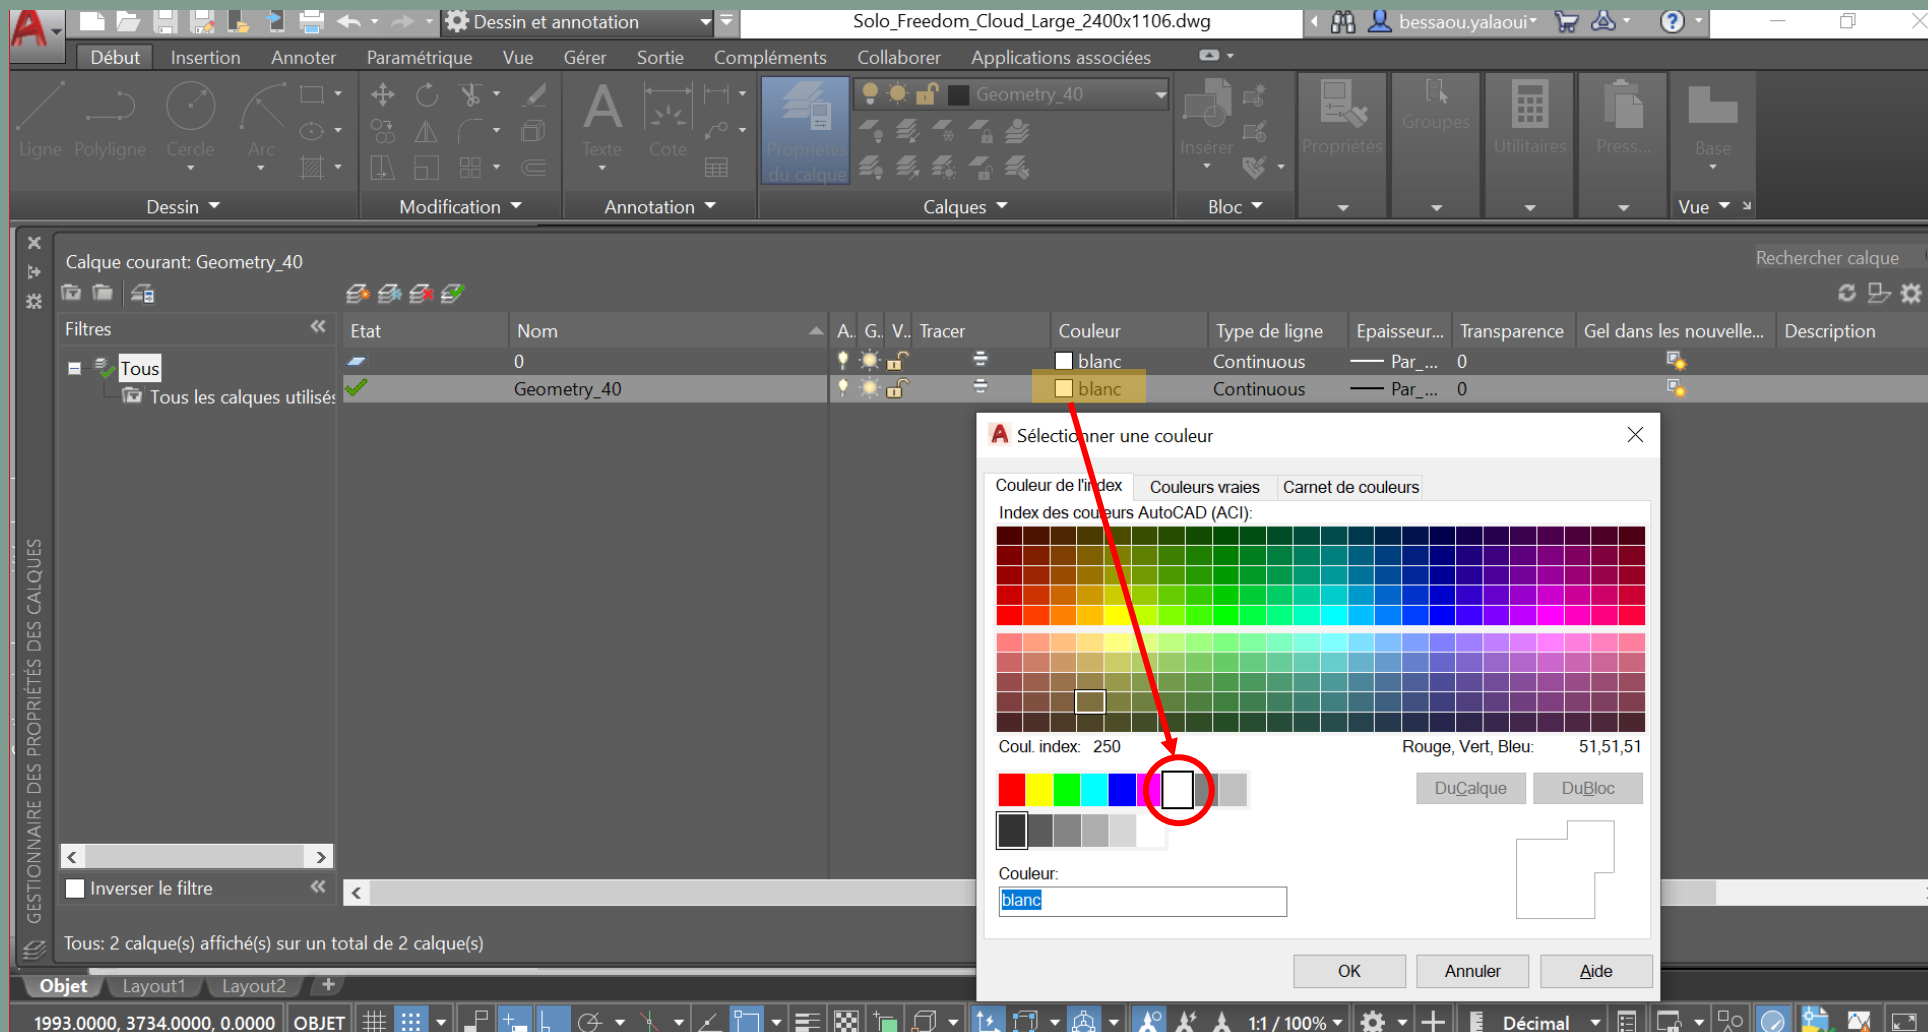 Dessin et annotation
Solo_Freedom_Cloud_Large_2400x1106.dwg
bessaou.yalaoui
Début Insertion Annoter Paramétrique Vue Gérer Sortie Compléments Collaborer Applications associées
Geometry_40
Ligne Polyligne Cercle Arc
Texte Cote
Propriétés
du calque
Insérer
Propriétés
Groupes
Utilitaires
Press...
Base
Dessin Modification Annotation Calques Bloc Vue
Calque courant: Geometry_40
Rechercher calque
Filtres
Etat Nom A.. G.. V.. Tracer Couleur Type de ligne Epaisseur... Transparence Gel dans les nouvelle... Description
Tous
Tous les calques utilisés
0 blanc Continuous Par_... 0
Geometry_40 blanc Continuous Par_... 0
GESTIONNAIRE DES PROPRIÉTÉS DES CALQUES
Sélectionner une couleur
Couleur de l'index Couleurs vraies Carnet de couleurs
Index des couleurs AutoCAD (ACI):
Coul. index: 250
Rouge, Vert, Bleu: 51,51,51
DuCalque DuBloc
Couleur:
blanc
OK Annuler Aide
Inverser le filtre
Tous: 2 calque(s) affiché(s) sur un total de 2 calque(s)
Objet Layout1 Layout2 +
1993.0000, 3734.0000, 0.0000 OBJET
1:1 / 100%
Décimal